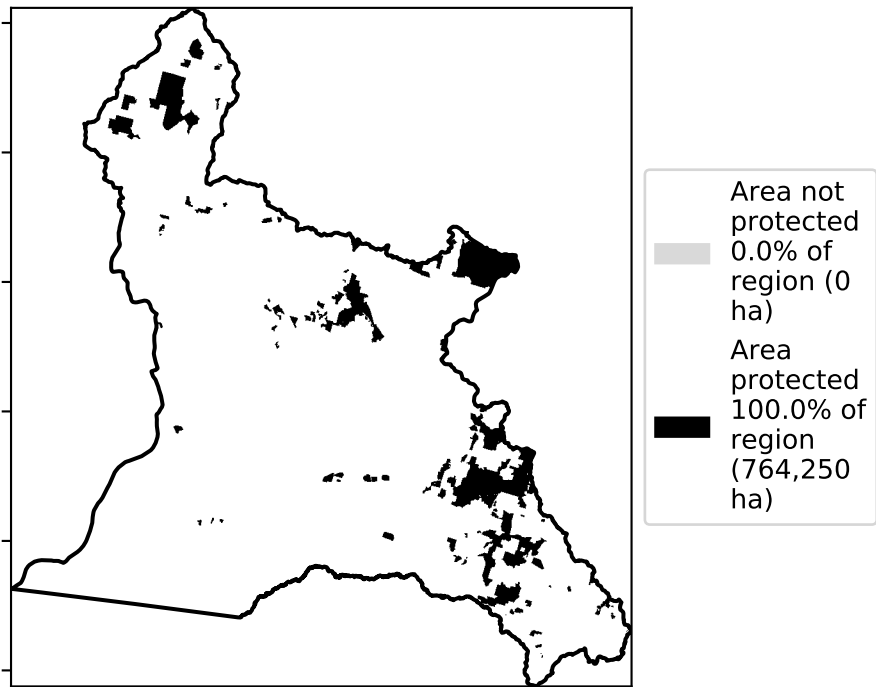 Area not
protected
0.0% of
region (0
ha)
Area
protected
100.0% of
region
(764,250
ha)